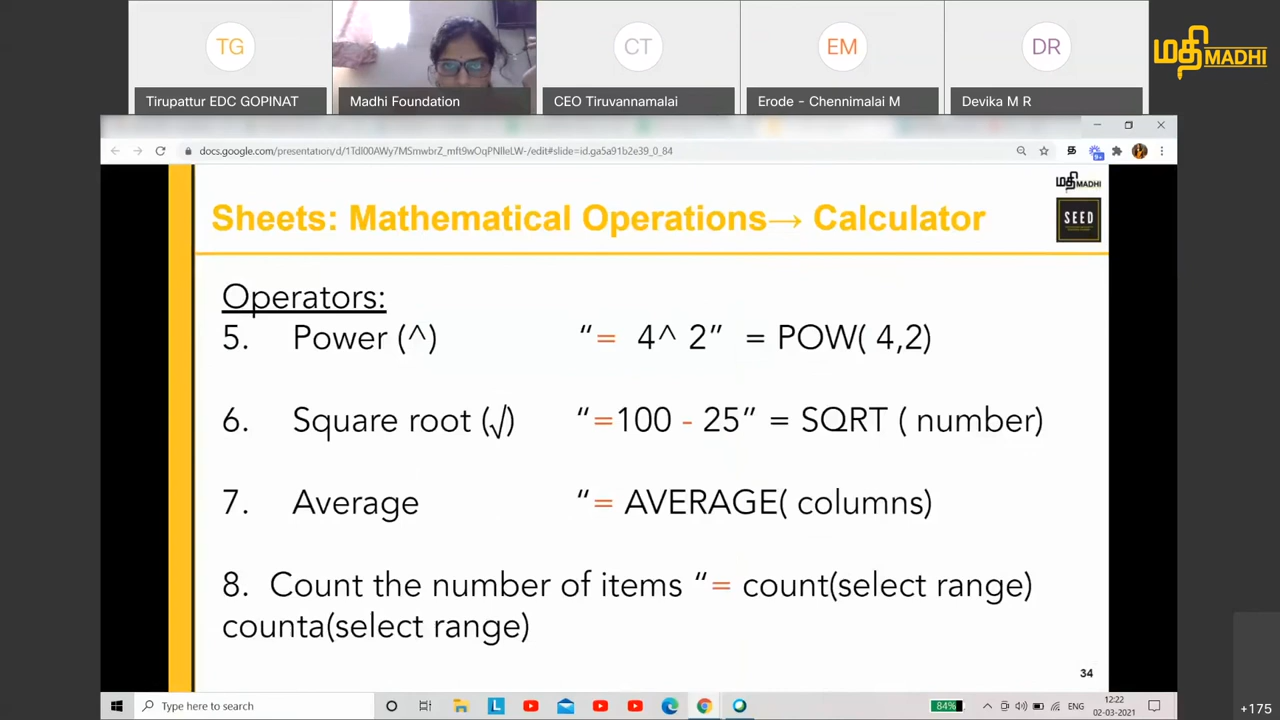 TG
CT
EM
DR
மதி MADHI
Tirupattur EDC GOPINAT
Madhi Foundation
CEO Tiruvannamalai
Erode - Chennimalai M
Devika M R
docs.google.com/presentation/d/1TdI00AWy7MSmwbrZ_mft9wOqPNlleLW-/edit#slide=id.ga5a91b2e39_0_84
மதி MADHI
Sheets: Mathematical Operations→ Calculator
SEED
Operators:
5. Power (^) “= 4^ 2” = POW( 4,2)
6. Square root (√) “=100 - 25” = SQRT ( number)
7. Average “= AVERAGE( columns)
8. Count the number of items “= count(select range)
counta(select range)
34
Type here to search
84%
ENG
12:22
02-03-2021
+175